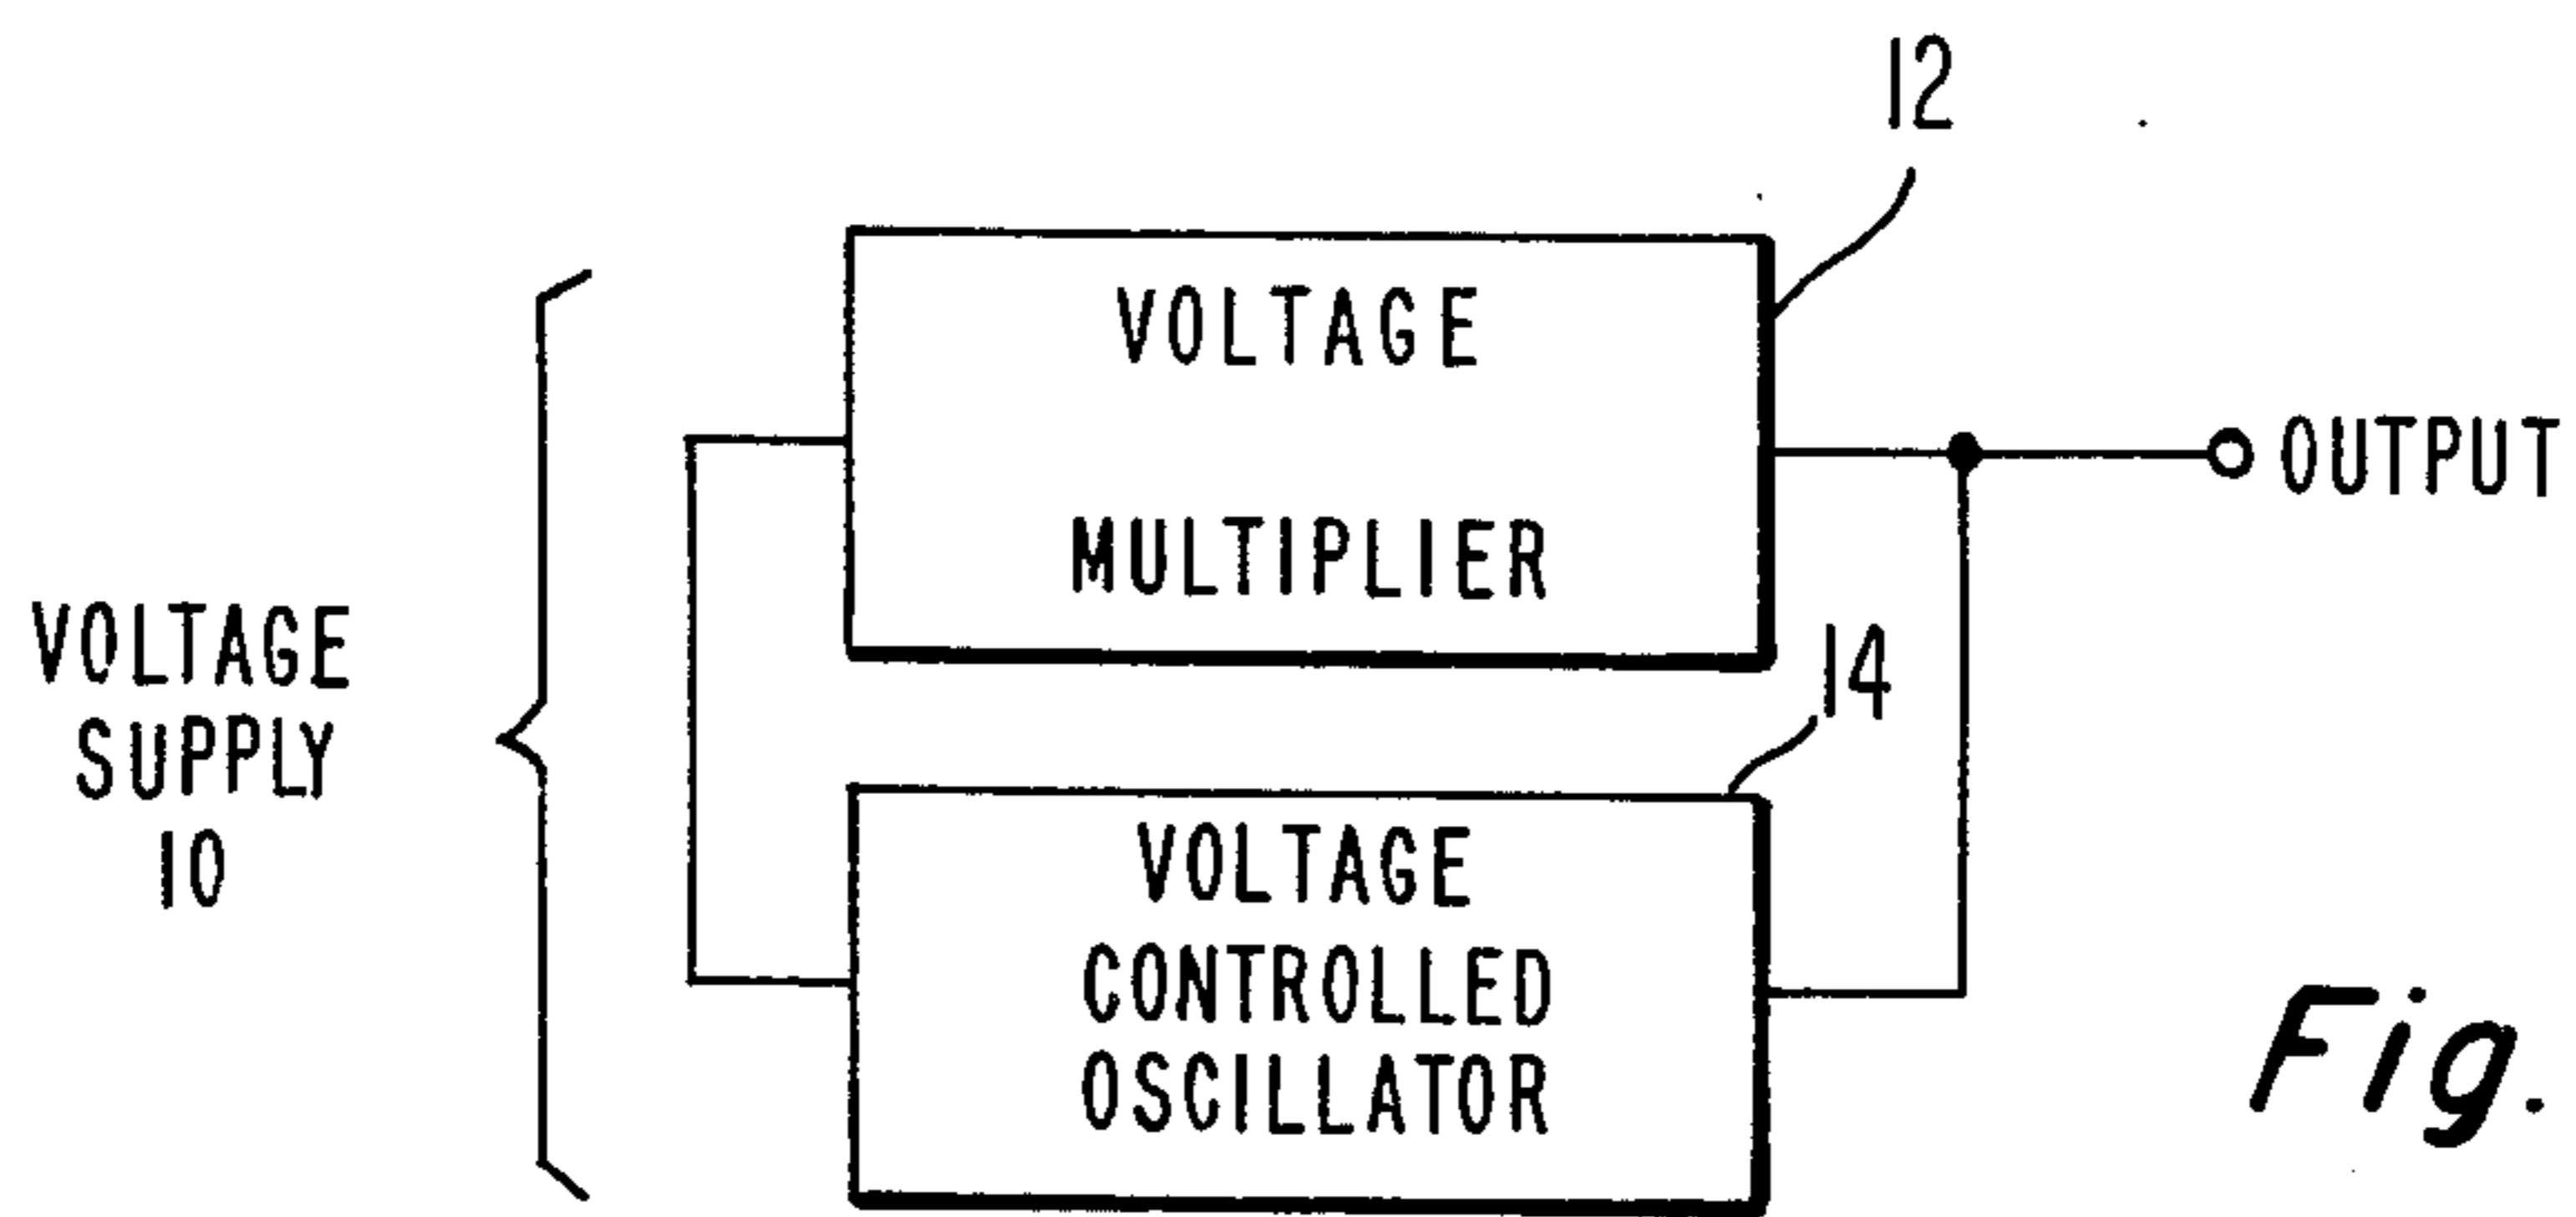 12
VOLTAGE
MULTIPLIER
OUTPUT
VOLTAGE
SUPPLY
10
14
VOLTAGE
CONTROLLED
OSCILLATOR
Fig.